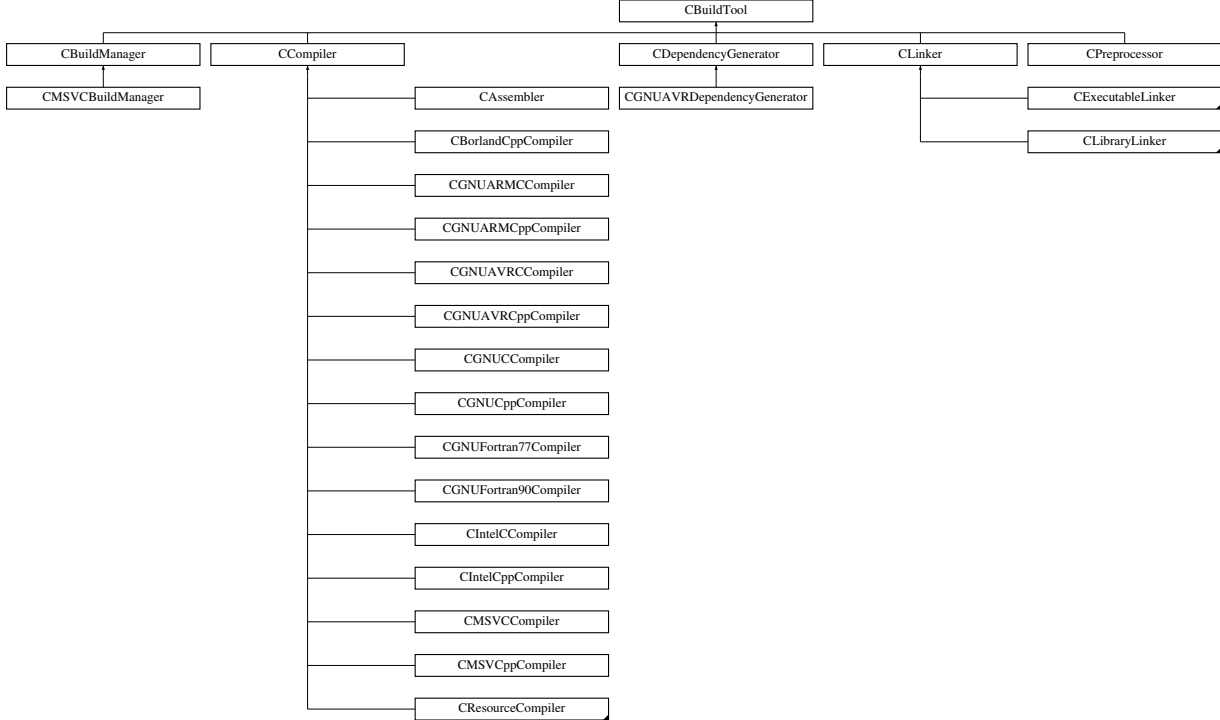 CBuildTool
CBuildManager CCompiler CDependencyGenerator CLinker CPreprocessor
CMSVCBuildManager CAssembler CGNUAVRDependencyGenerator CExecutableLinker
CBorlandCppCompiler CLibraryLinker
CGNUARMCCompiler
CGNUARMCppCompiler
CGNUAVRCCompiler
CGNUAVRCppCompiler
CGNUCCompiler
CGNUCppCompiler
CGNUFortran77Compiler
CGNUFortran90Compiler
CIntelCCompiler
CIntelCppCompiler
CMSVCCompiler
CMSVCppCompiler
CResourceCompiler